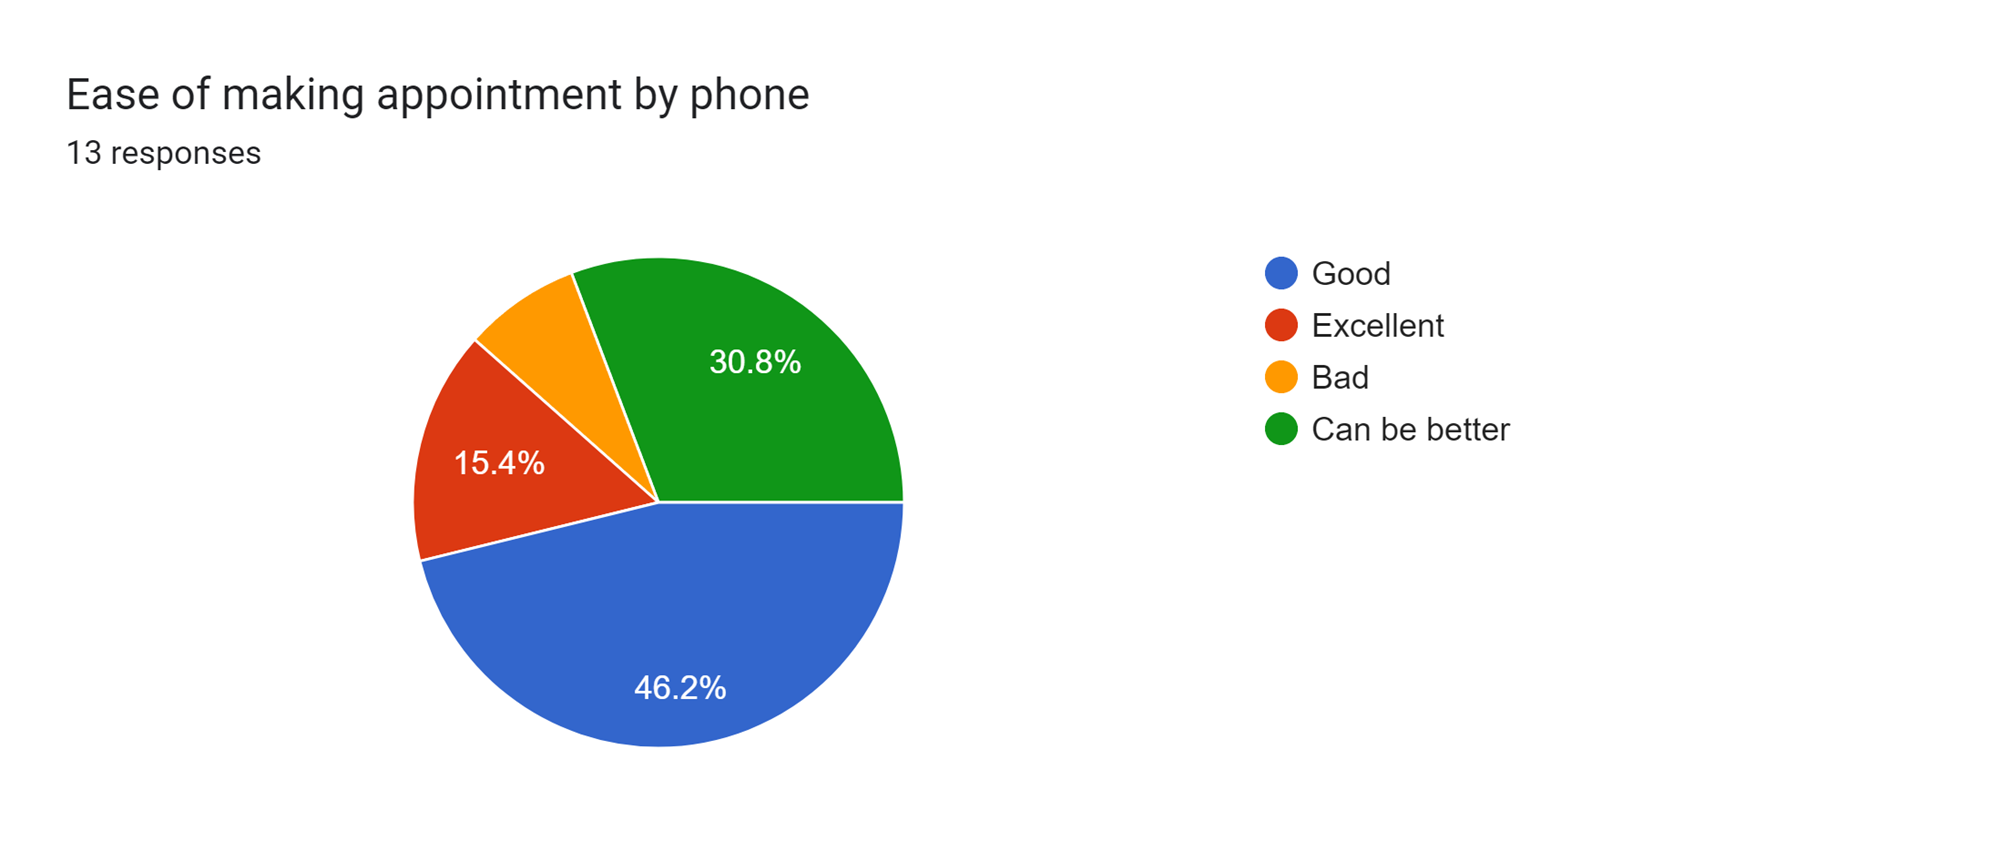 Ease of making appointment by phone
13 responses
30.8%
15.4%
46.2%
Good
Excellent
Bad
Can be better